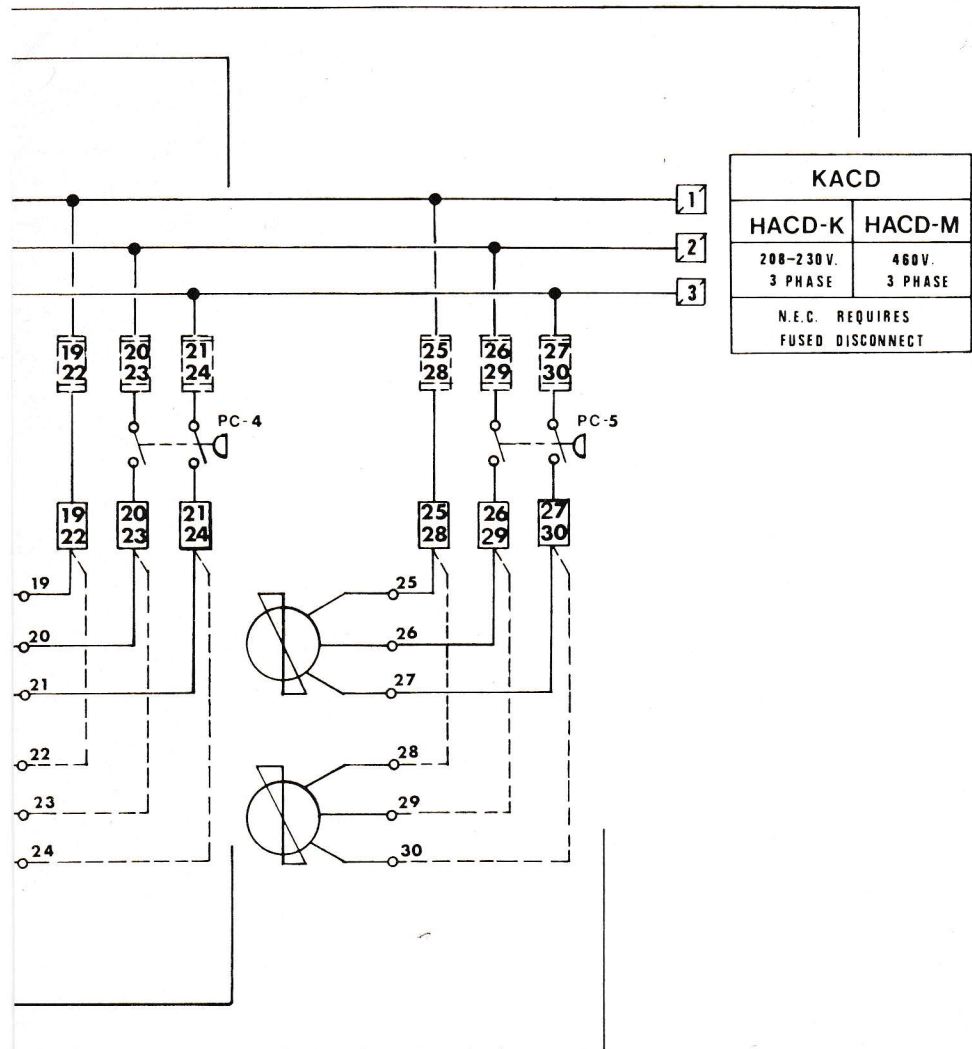 1
KACD
HACD-K HACD-M
2
208-230V. 460V.
3 PHASE 3 PHASE
3
N.E.C. REQUIRES
FUSED DISCONNECT
19 20 21 25 26 27
22 23 24 28 29 30
PC-4 PC-5
19 20 21 25 26 27
22 23 24 28 29 30
19 25
20 26
21 27
22 28
23 29
24 30